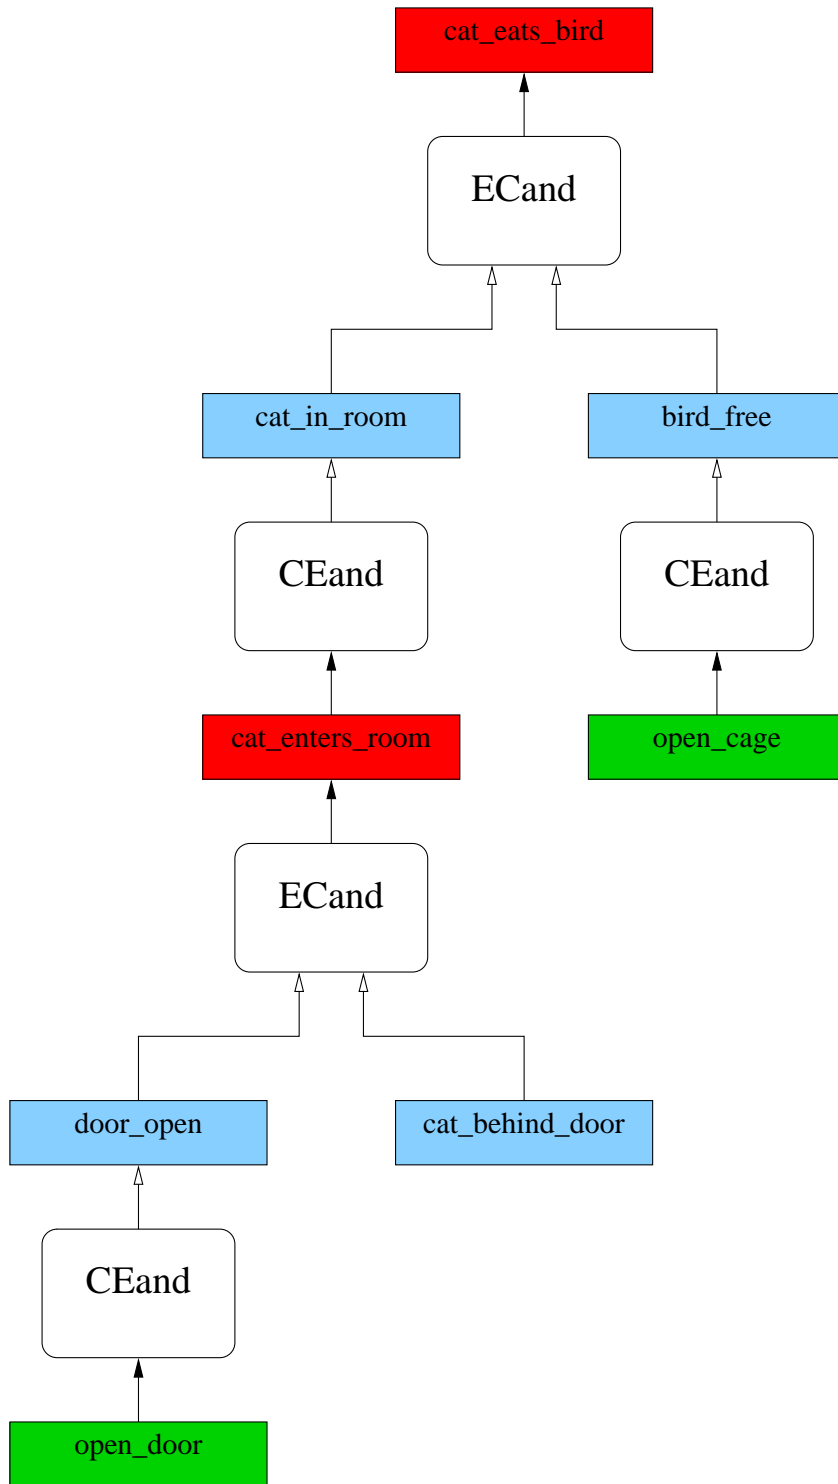 cat_eats_bird
ECand
cat_in_room
bird_free
CEand
CEand
cat_enters_room
open_cage
ECand
door_open
cat_behind_door
CEand
open_door